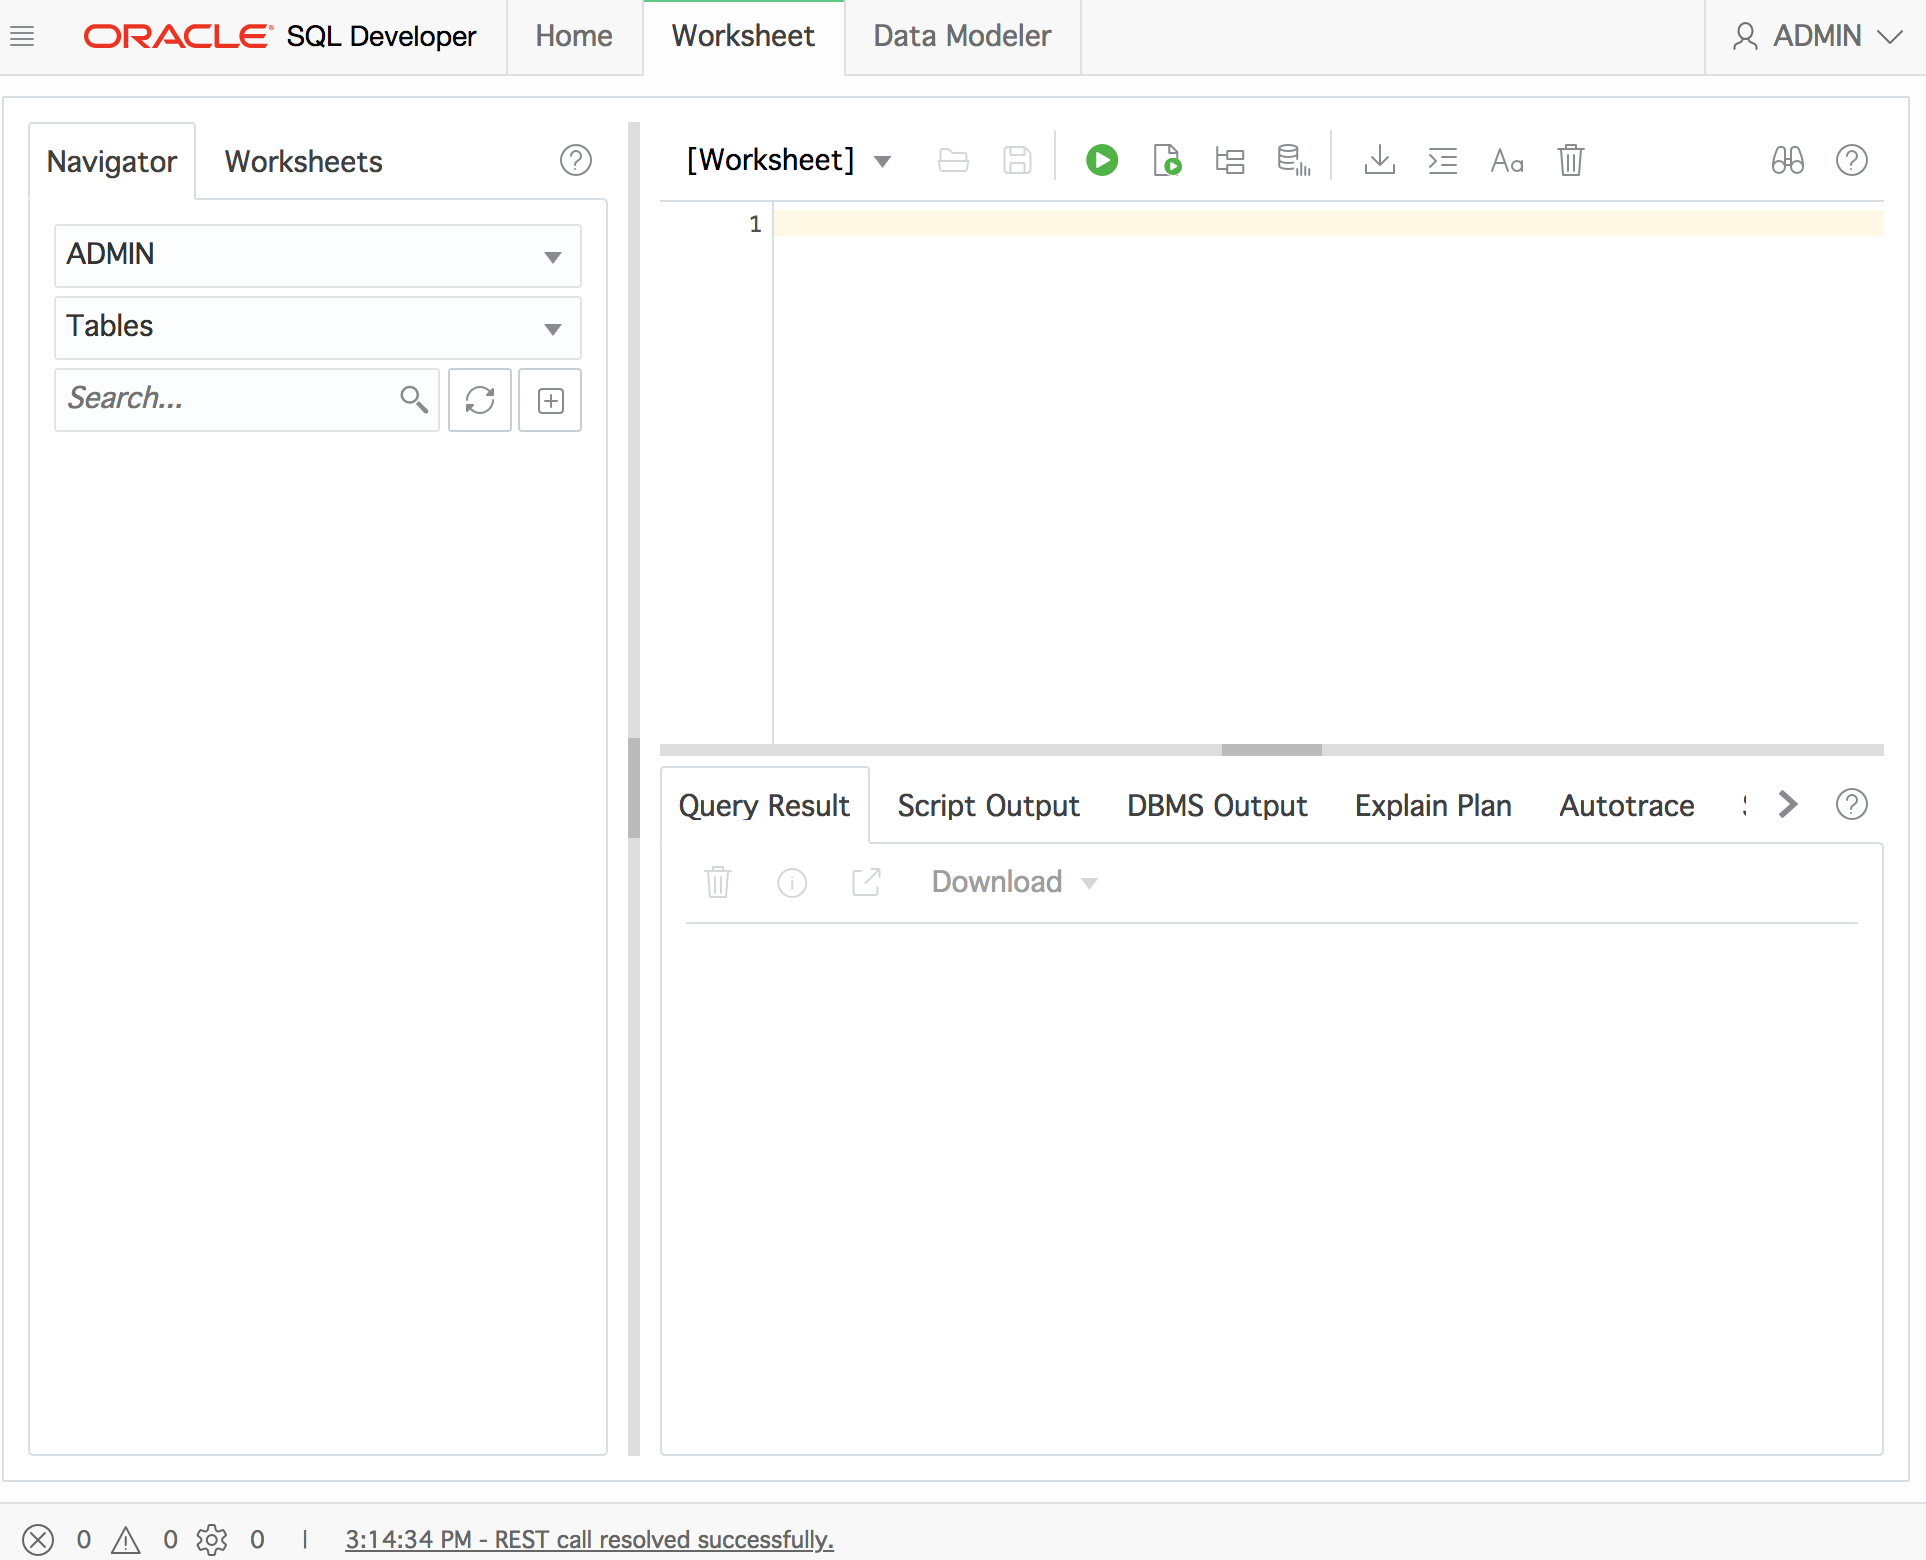 ORACLE SQL Developer
Home
Worksheet
Data Modeler
ADMIN
Navigator
Worksheets
[Worksheet]
Aa
ADMIN
Tables
Search...
1
Query Result
Script Output
DBMS Output
Explain Plan
Autotrace
Download
0
0
0
3:14:34 PM - REST call resolved successfully.